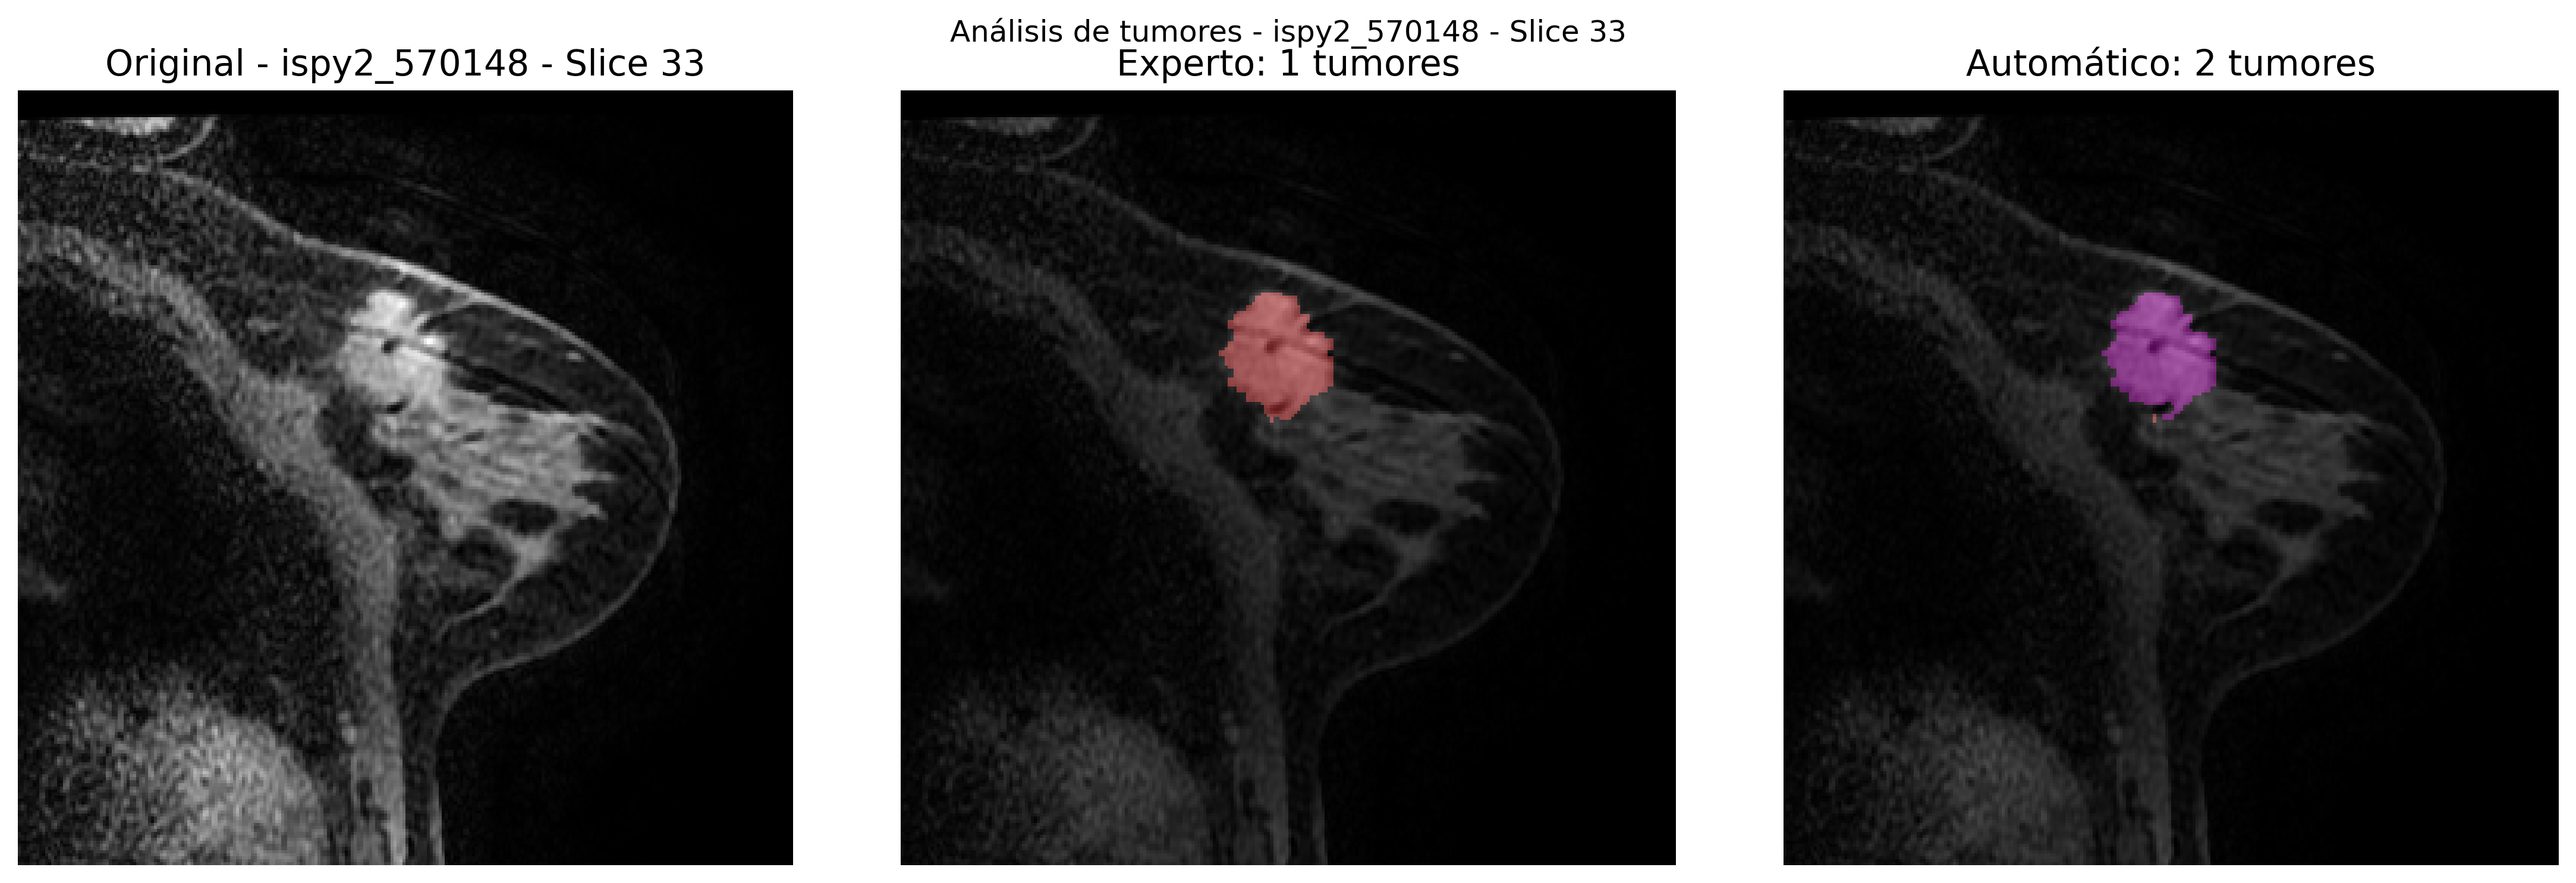 Análisis de tumores - ispy2_570148 - Slice 33
Original - ispy2_570148 - Slice 33
Experto: 1 tumores
Automático: 2 tumores